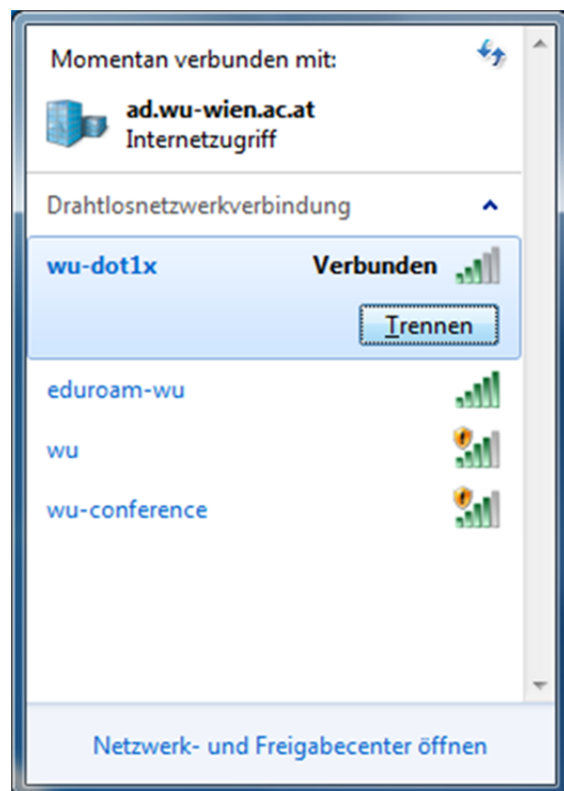 Momentan verbunden mit:
ad.wu-wien.ac.at
Internetzugriff
Drahtlosnetzwerkverbindung
wu-dot1x Verbunden
Trennen
eduroam-wu
wu
wu-conference
Netzwerk- und Freigabecenter öffnen